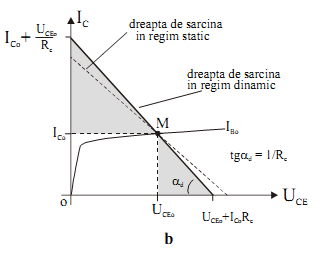 I_C
I_Co + U_CEo/R_c
dreapta de sarcina
in regim static
dreapta de sarcina
in regim dinamic
M
I_Bo
I_Co
tgα_d = 1/R_c
α_d
o
U_CEo
U_CEo+I_CoR_c
U_CE
b